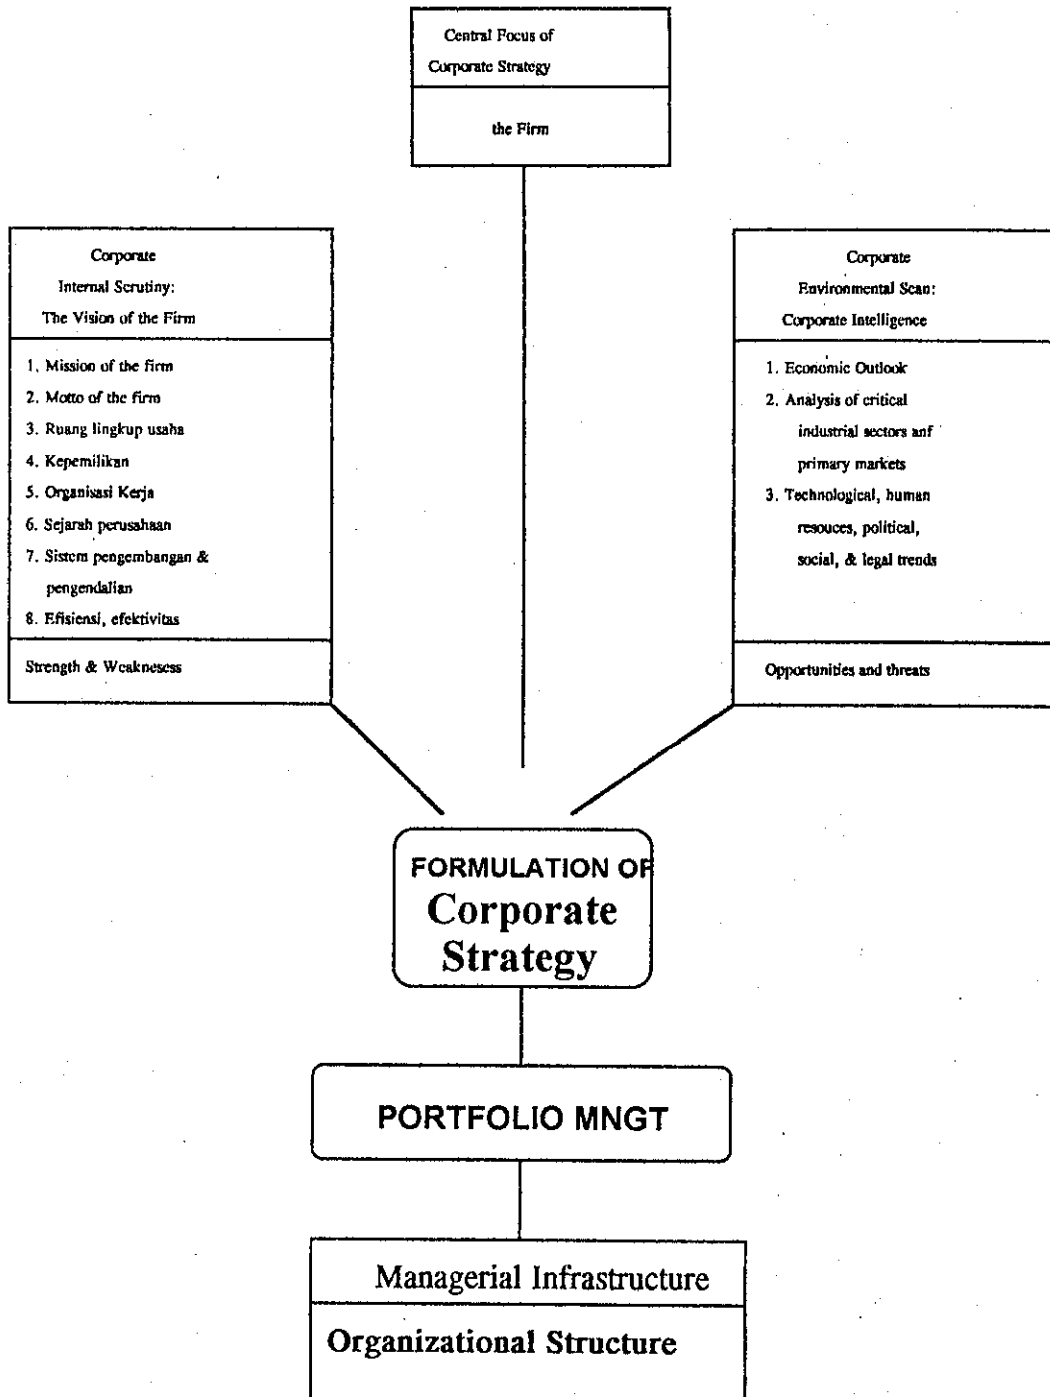 Central Focus of
Corporate Strategy
the Firm
Corporate
Internal Scrutiny:
The Vision of the Firm
1. Mission of the firm
2. Motto of the firm
3. Ruang lingkup usaha
4. Kepemilikan
5. Organisasi Kerja
6. Sejarah perusahaan
7. Sistem pengembangan &
pengendalian
8. Efisiensi, efektivitas
Strength & Weaknesess
Corporate
Environmental Scan:
Corporate Intelligence
1. Economic Outlook
2. Analysis of critical
industrial sectors anf
primary markets
3. Technological, human
resouces, political,
social, & legal trends
Opportunities and threats
FORMULATION OF
Corporate
Strategy
PORTFOLIO MNGT
Managerial Infrastructure
Organizational Structure